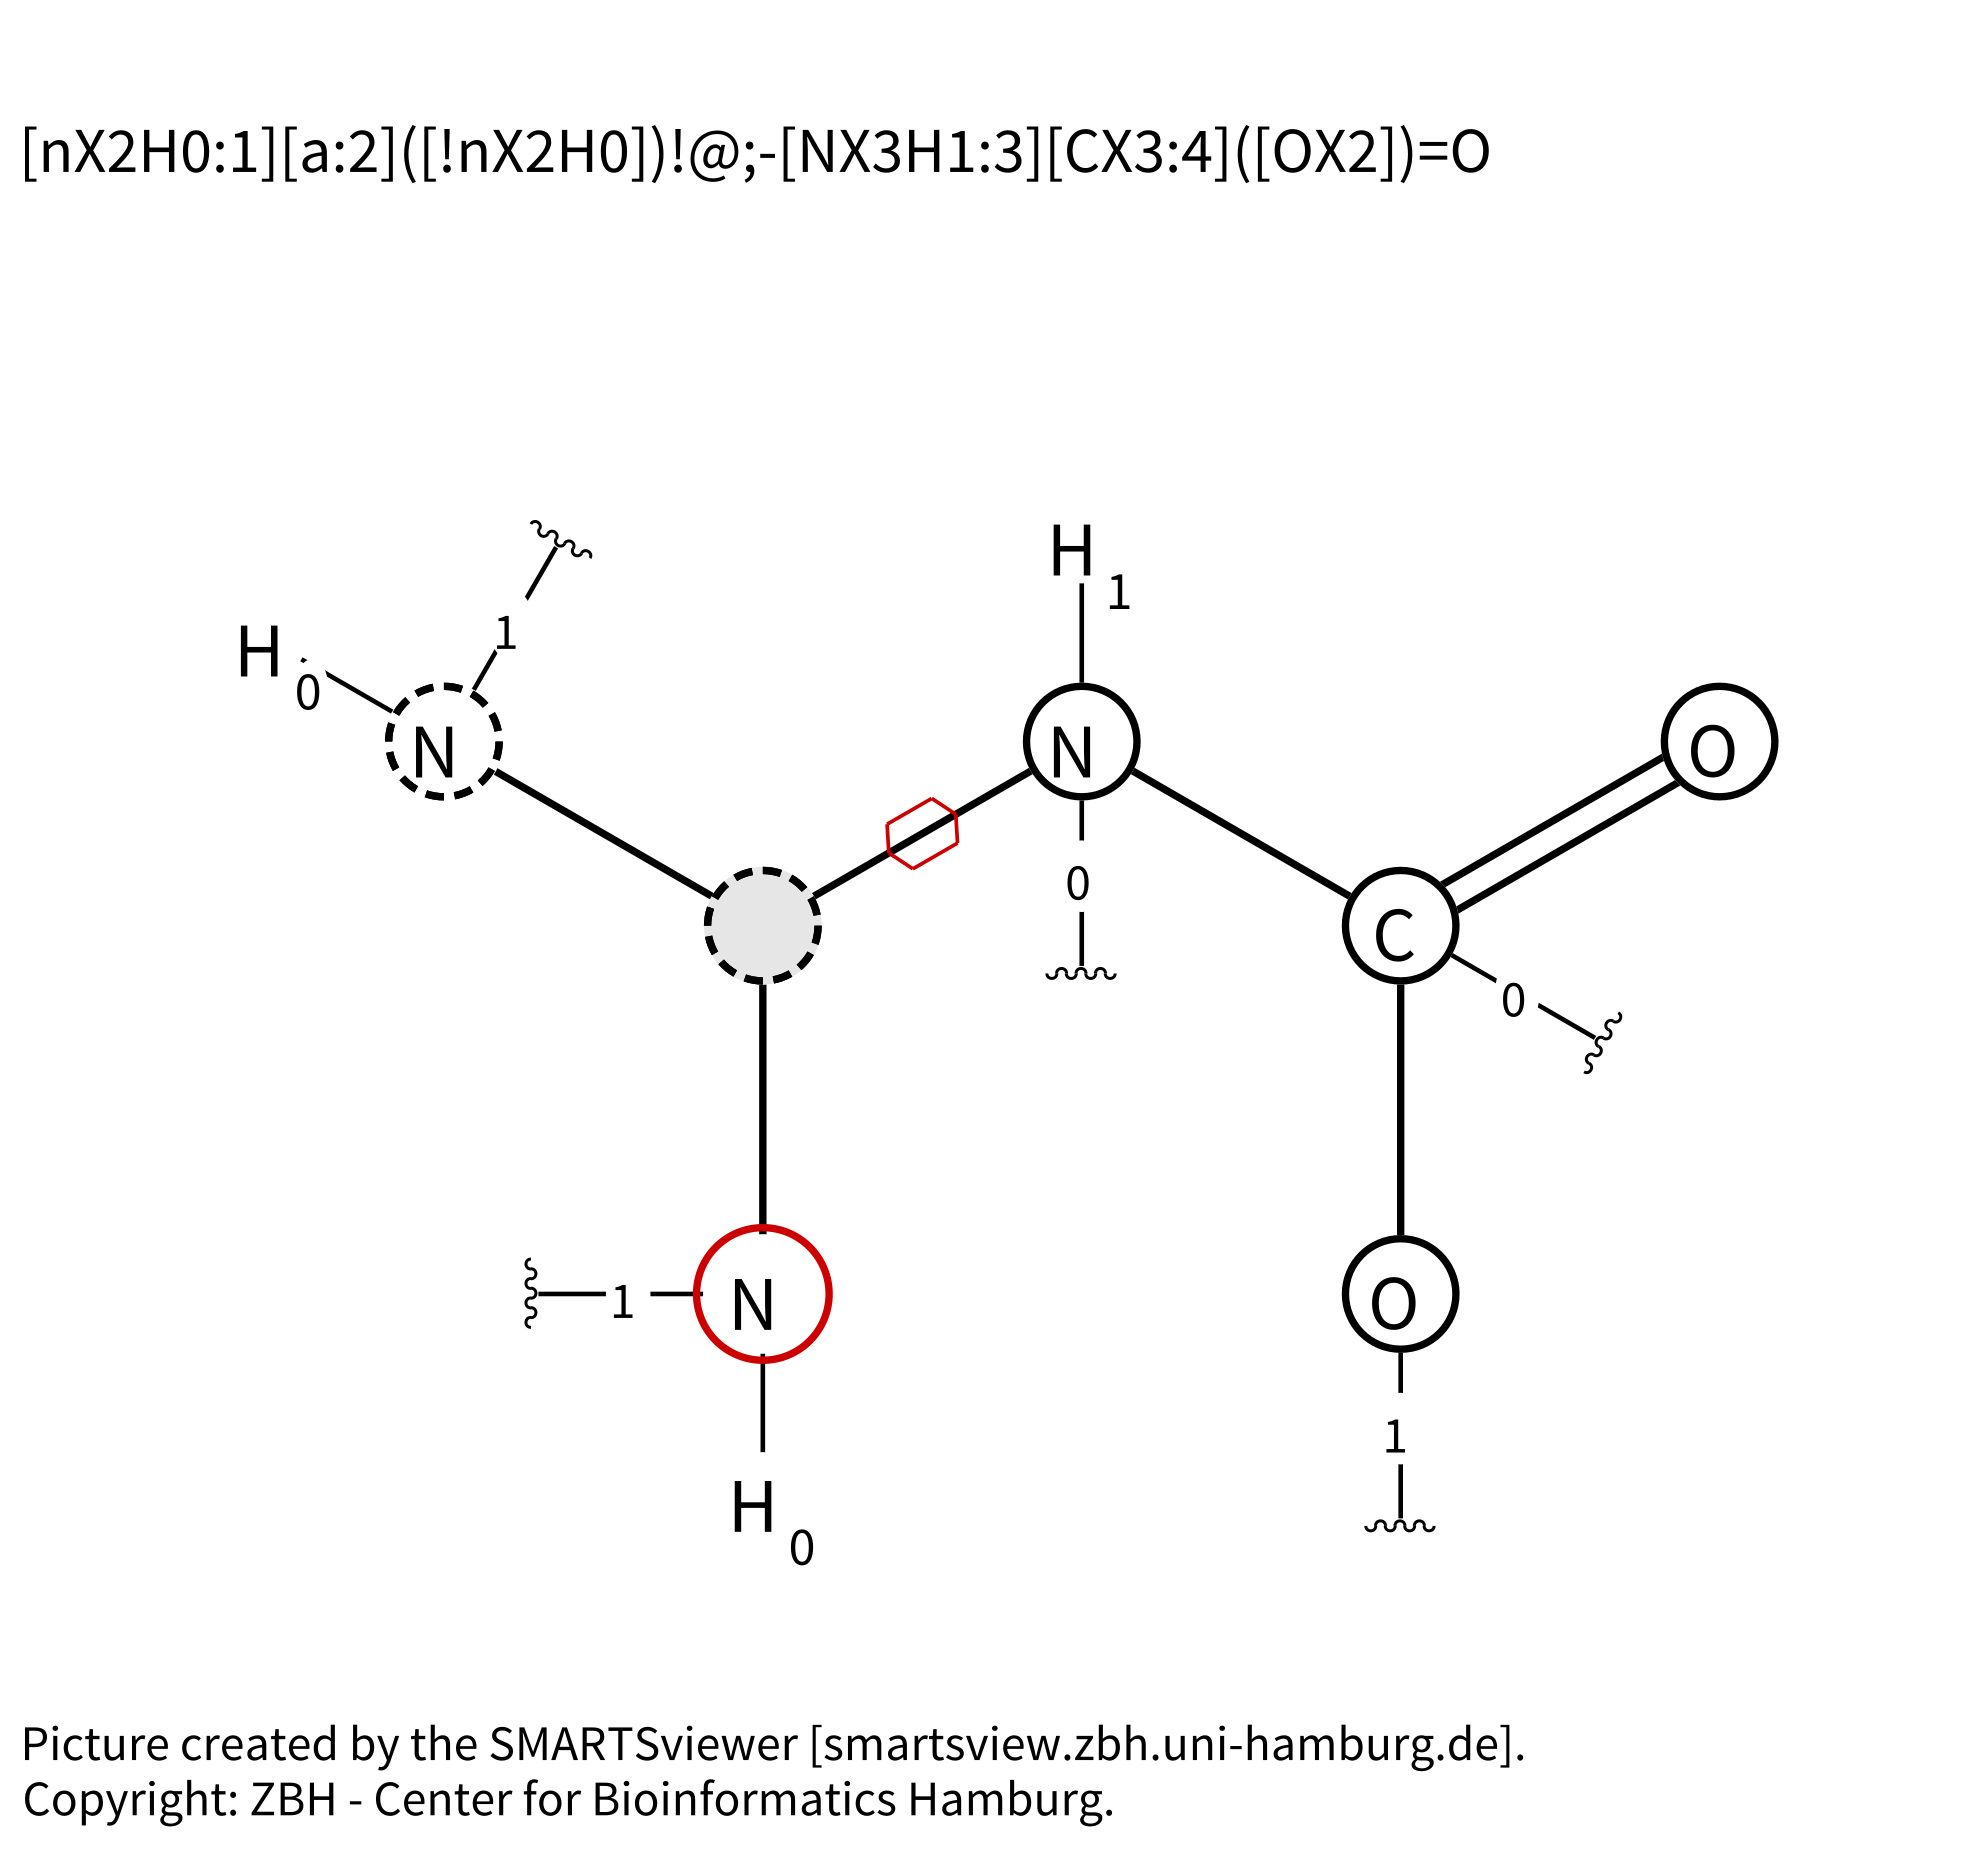 [nX2H0:1][a:2]([!nX2H0])!@;-[NX3H1:3][CX3:4]([OX2])=O
H
1
1
H
0
N
N
O
0
C
0
1
N
O
1
H
0
Picture created by the SMARTSviewer [smartsview.zbh.uni-hamburg.de].
Copyright: ZBH - Center for Bioinformatics Hamburg.